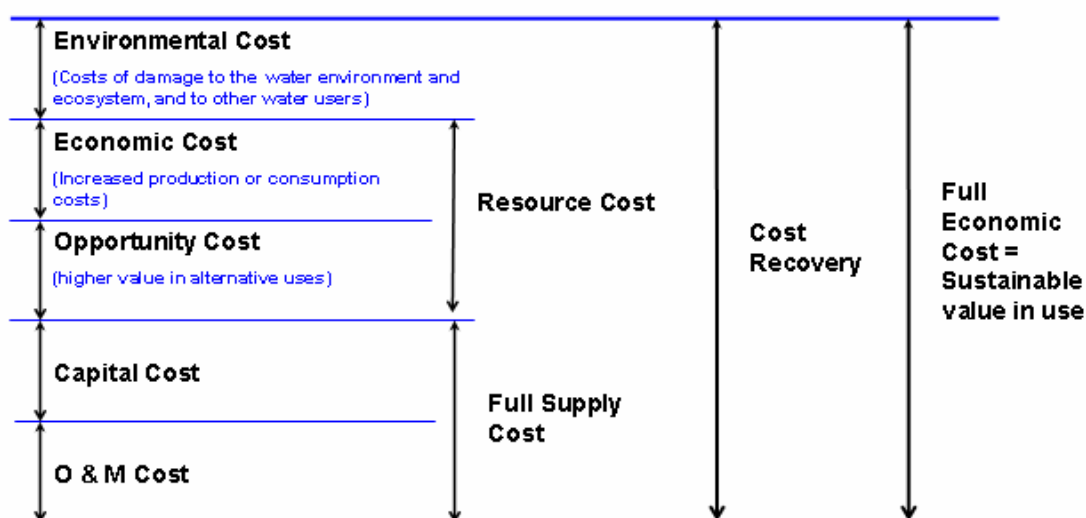 Environmental Cost
(Costs of damage to the water environment and
ecosystem, and to other water users)
Economic Cost
(Increased production or consumption
costs)
Opportunity Cost
(higher value in alternative uses)
Capital Cost
O & M Cost
Resource Cost
Full Supply
Cost
Cost
Recovery
Full
Economic
Cost =
Sustainable
value in use